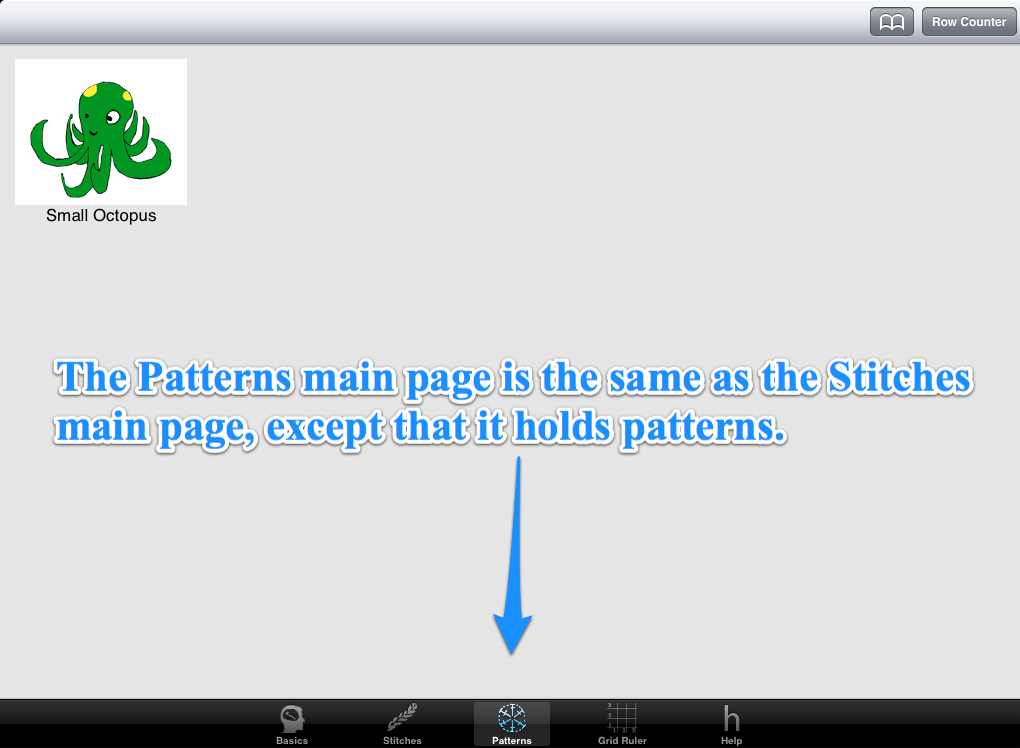 Row Counter
Small Octopus
The Patterns main page is the same as the Stitches
main page, except that it holds patterns.
Basics
Stitches
Patterns
Grid Ruler
h
Help